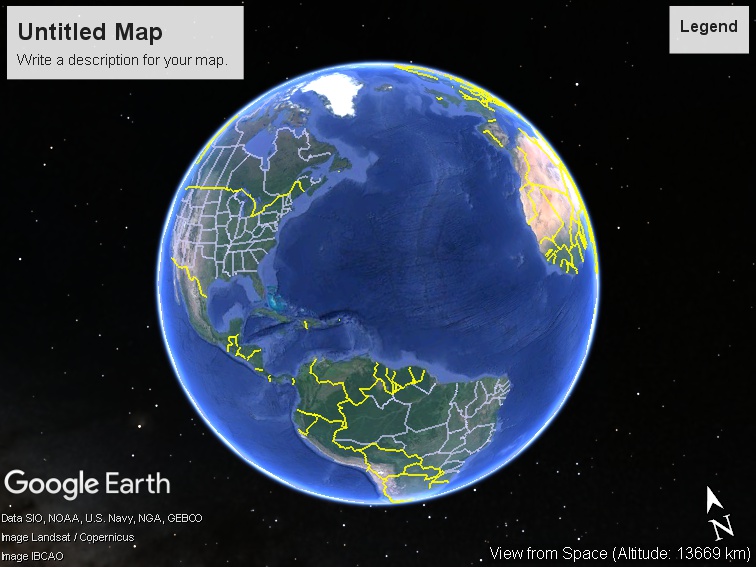 Untitled Map
Write a description for your map.
Legend
Google Earth
Data SIO, NOAA, U.S. Navy, NGA, GEBCO
Image Landsat / Copernicus
Image IBCAO
N
View from Space (Altitude: 13669 km)